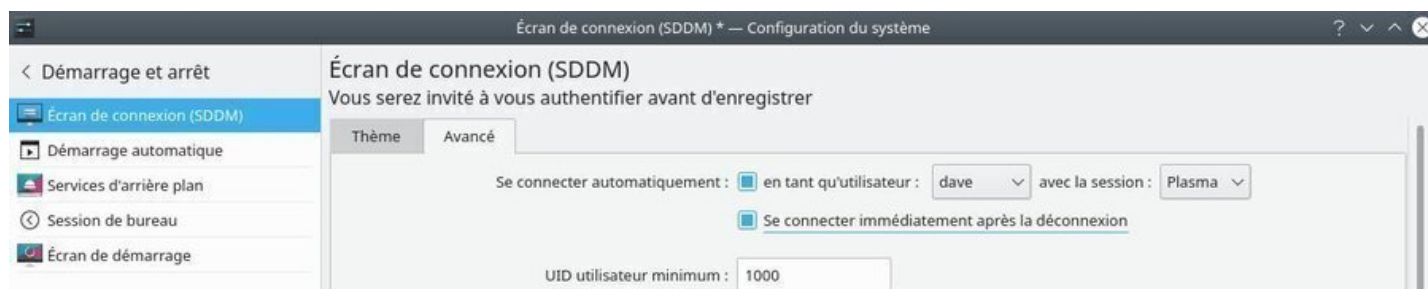 Écran de connexion (SDDM) * — Configuration du système
Démarrage et arrêt
Écran de connexion (SDDM)
Démarrage automatique
Services d'arrière plan
Session de bureau
Écran de démarrage
Écran de connexion (SDDM)
Vous serez invité à vous authentifier avant d'enregistrer
Thème Avancé
Se connecter automatiquement : en tant qu'utilisateur : dave avec la session : Plasma
Se connecter immédiatement après la déconnexion
UID utilisateur minimum : 1000